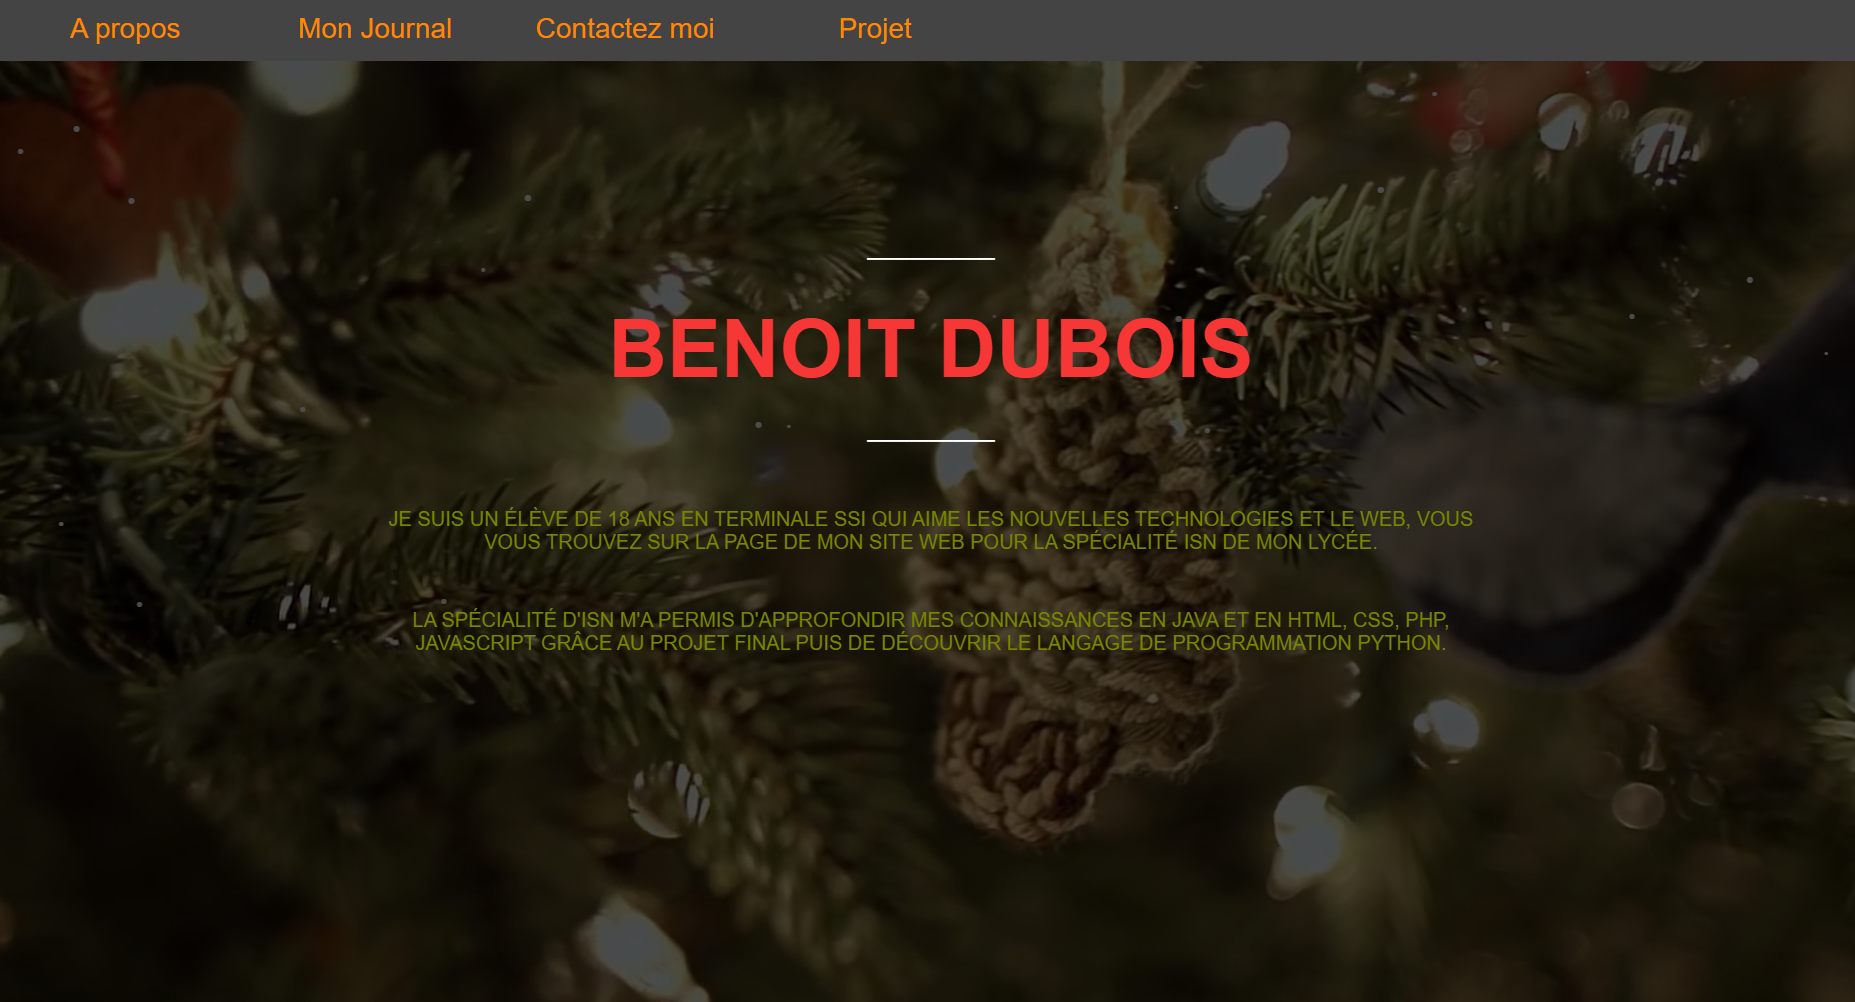 A propos Mon Journal Contactez moi Projet
BENOIT DUBOIS
JE SUIS UN ÉLÈVE DE 18 ANS EN TERMINALE SSI QUI AIME LES NOUVELLES TECHNOLOGIES ET LE WEB, VOUS
VOUS TROUVEZ SUR LA PAGE DE MON SITE WEB POUR LA SPÉCIALITÉ ISN DE MON LYCÉE.
LA SPÉCIALITÉ D'ISN M'A PERMIS D'APPROFONDIR MES CONNAISSANCES EN JAVA ET EN HTML, CSS, PHP,
JAVASCRIPT GRÂCE AU PROJET FINAL PUIS DE DÉCOUVRIR LE LANGAGE DE PROGRAMMATION PYTHON.